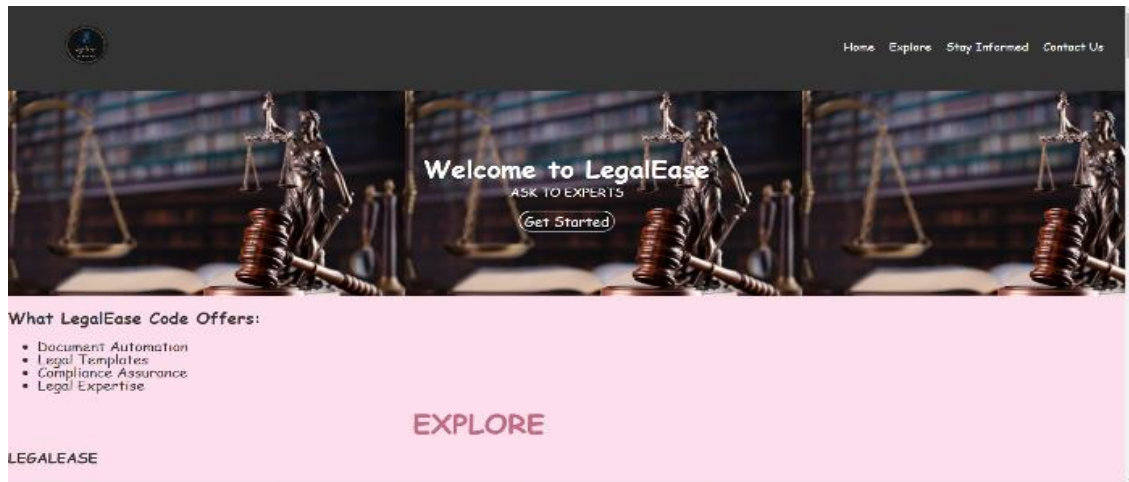 Home Explore Stay Informed Contact Us
Welcome to LegalEase
ASK TO EXPERTS
Get Started
What LegalEase Code Offers:
• Document Automation
• Legal Templates
• Compliance Assurance
• Legal Expertise
EXPLORE
LEGALEASE